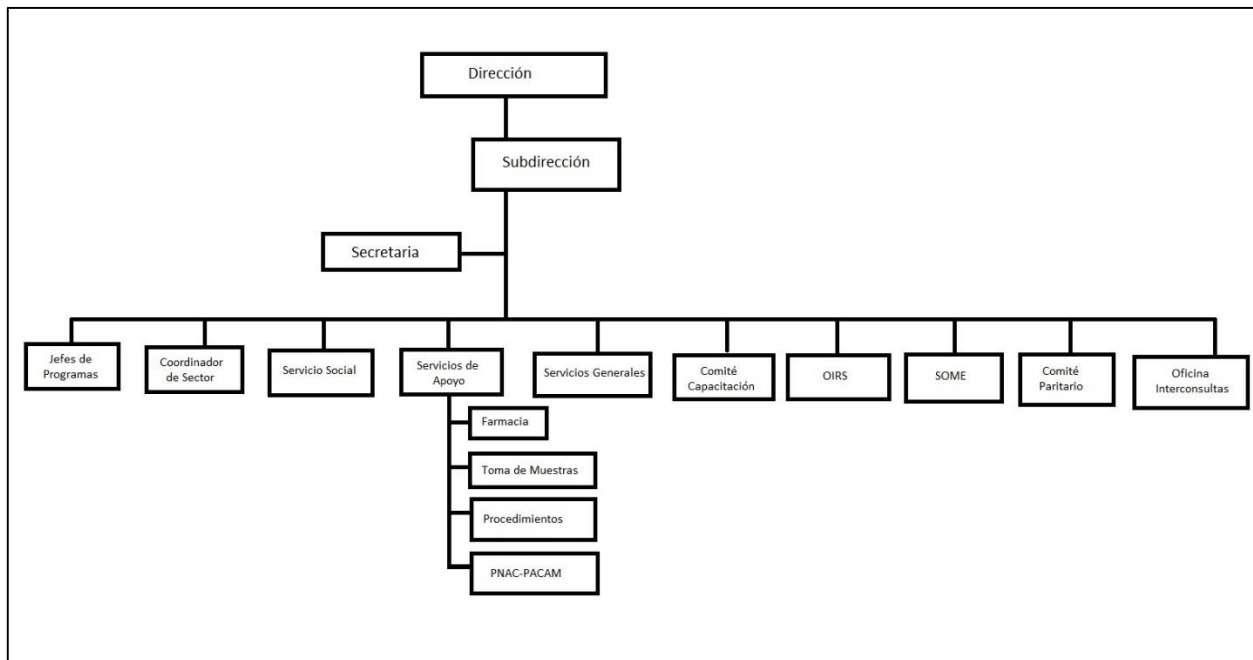 Dirección
Subdirección
Secretaria
Jefes de
Programas
Coordinador
de Sector
Servicio Social
Servicios de
Apoyo
Servicios Generales
Comité
Capacitación
OIRS
SOME
Comité
Paritario
Oficina
Interconsultas
Farmacia
Toma de Muestras
Procedimientos
PNAC-PACAM